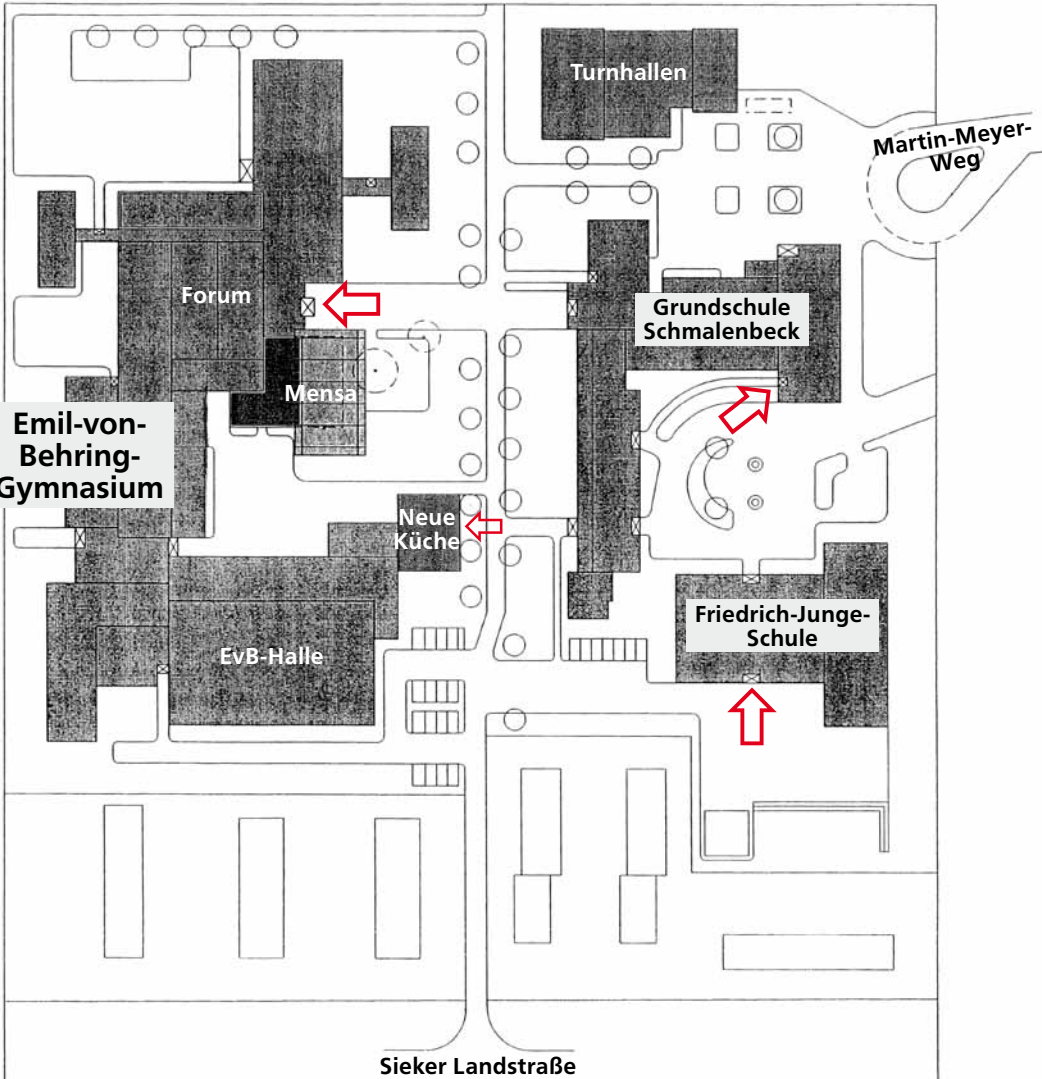 Turnhallen
Martin-Meyer-
Weg
Forum
Grundschule
Schmalenbeck
Mensa
Emil-von-
Behring-
Gymnasium
Neue
Küche
Friedrich-Junge-
Schule
EvB-Halle
Sieker Landstraße